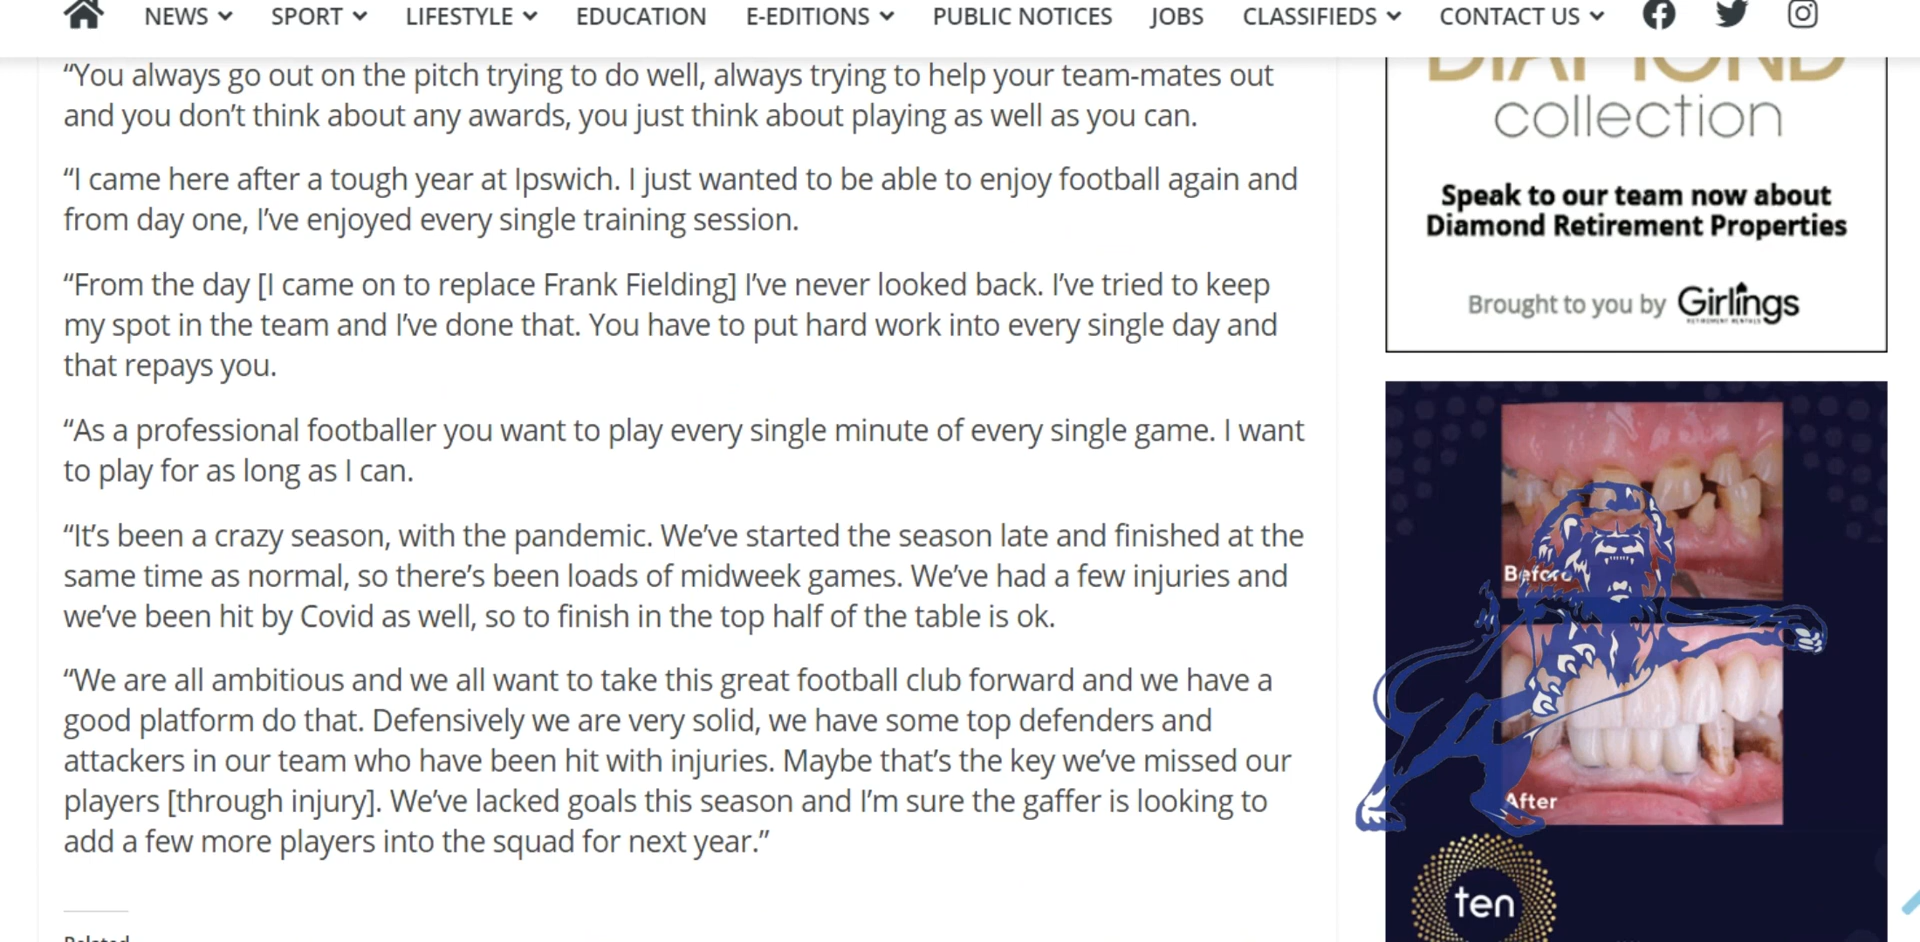 NEWS SPORT LIFESTYLE EDUCATION E-EDITIONS PUBLIC NOTICES JOBS CLASSIFIEDS CONTACT US
“You always go out on the pitch trying to do well, always trying to help your team-mates out
and you don’t think about any awards, you just think about playing as well as you can.
“I came here after a tough year at Ipswich. I just wanted to be able to enjoy football again and
from day one, I’ve enjoyed every single training session.
“From the day [I came on to replace Frank Fielding] I’ve never looked back. I’ve tried to keep
my spot in the team and I’ve done that. You have to put hard work into every single day and
that repays you.
“As a professional footballer you want to play every single minute of every single game. I want
to play for as long as I can.
“It’s been a crazy season, with the pandemic. We’ve started the season late and finished at the
same time as normal, so there’s been loads of midweek games. We’ve had a few injuries and
we’ve been hit by Covid as well, so to finish in the top half of the table is ok.
“We are all ambitious and we all want to take this great football club forward and we have a
good platform do that. Defensively we are very solid, we have some top defenders and
attackers in our team who have been hit with injuries. Maybe that’s the key we’ve missed our
players [through injury]. We’ve lacked goals this season and I’m sure the gaffer is looking to
add a few more players into the squad for next year.”
Related
DIAMOND
collection
Speak to our team now about
Diamond Retirement Properties
Brought to you by Girlings
RETIREMENT RENTALS
Before
After
ten